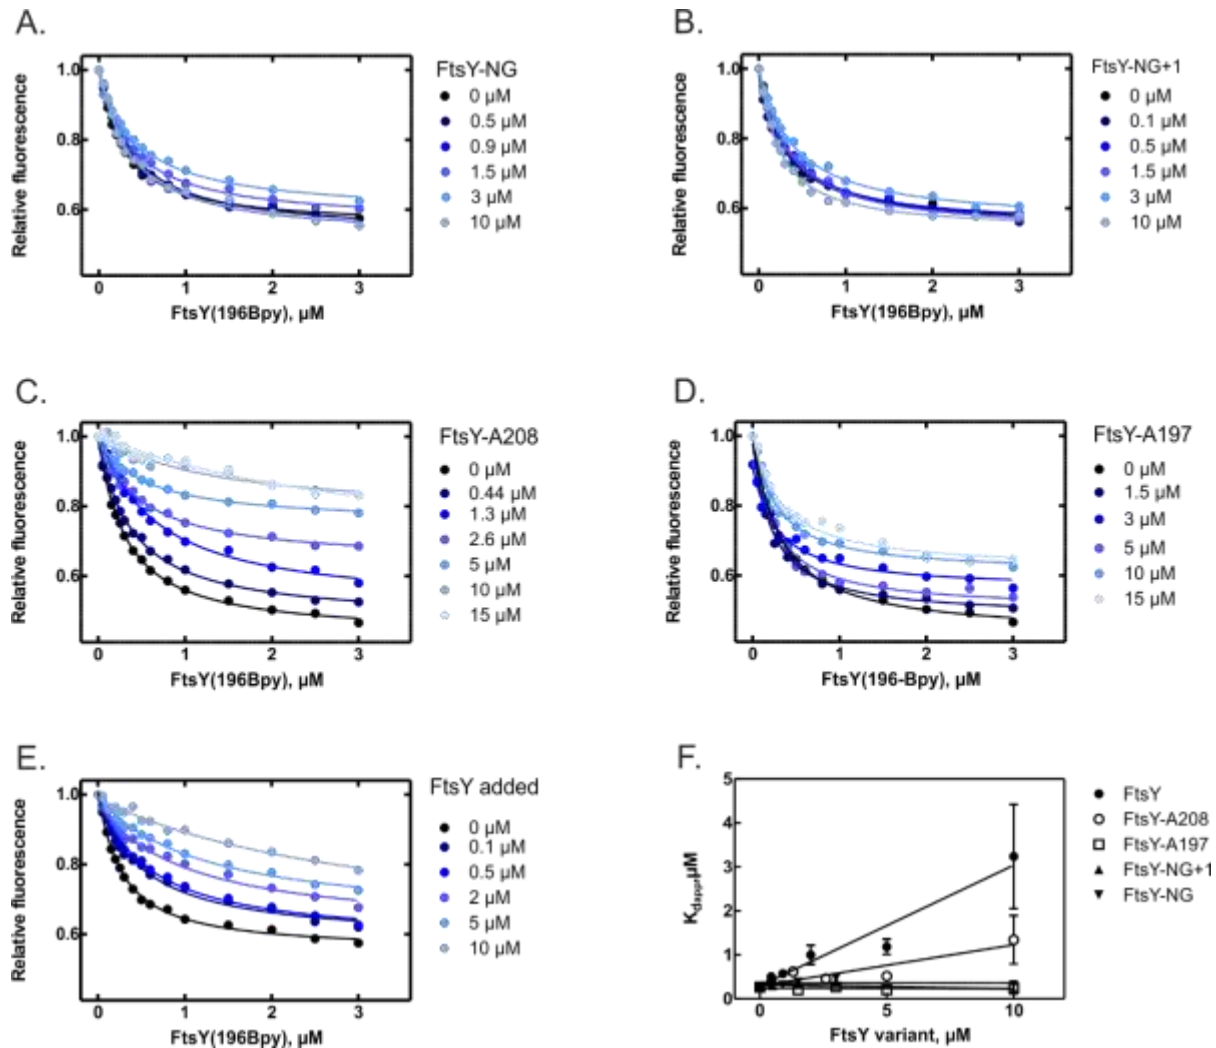 A.
Relative fluorescence
1.0
0.8
0.6
0
1
2
3
FtsY(196Bpy), µM
FtsY-NG
0 µM
0.5 µM
0.9 µM
1.5 µM
3 µM
10 µM
B.
Relative fluorescence
1.0
0.8
0.6
0
1
2
3
FtsY(196Bpy), µM
FtsY-NG+1
0 µM
0.1 µM
0.5 µM
1.5 µM
3 µM
10 µM
C.
Relative fluorescence
1.0
0.8
0.6
0
1
2
3
FtsY(196Bpy), µM
FtsY-A208
0 µM
0.44 µM
1.3 µM
2.6 µM
5 µM
10 µM
15 µM
D.
Relative fluorescence
1.0
0.8
0.6
0
1
2
3
FtsY(196-Bpy), µM
FtsY-A197
0 µM
1.5 µM
3 µM
5 µM
10 µM
15 µM
E.
Relative fluorescence
1.0
0.8
0.6
0
1
2
3
FtsY(196Bpy), µM
FtsY added
0 µM
0.1 µM
0.5 µM
2 µM
5 µM
10 µM
F.
Kdappr µM
5
4
3
2
1
0
0
5
10
FtsY variant, µM
FtsY
FtsY-A208
FtsY-A197
FtsY-NG+1
FtsY-NG